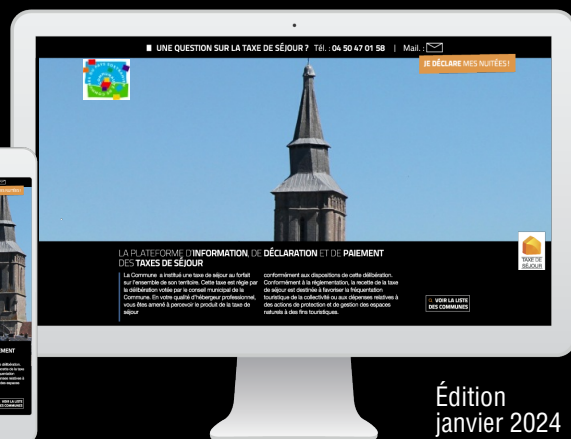 UNE QUESTION SUR LA TAXE DE SÉJOUR ? Tél. : 04 50 47 01 58 | Mail. :
JE DÉCLARE MES NUITÉES !
LA PLATEFORME D'INFORMATION, DE DÉCLARATION ET DE PAIEMENT
DES TAXES DE SÉJOUR
La Commune a institué une taxe de séjour au forfait
sur l'ensemble de son territoire. Cette taxe est régie par
la délibération votée par le conseil municipal de la
Commune. En votre qualité d'hébergeur professionnel,
vous êtes amené à percevoir le produit de la taxe de
séjour
conformément aux dispositions de cette délibération.
Conformément à la réglementation, la recette de la taxe
de séjour est destinée à favoriser la fréquentation
touristique de la collectivité ou aux dépenses relatives à
des actions de protection et de gestion des espaces
naturels à des fins touristiques.
TAXE DE
SÉJOUR
VOIR LA LISTE
DES COMMUNES
Édition
janvier 2024